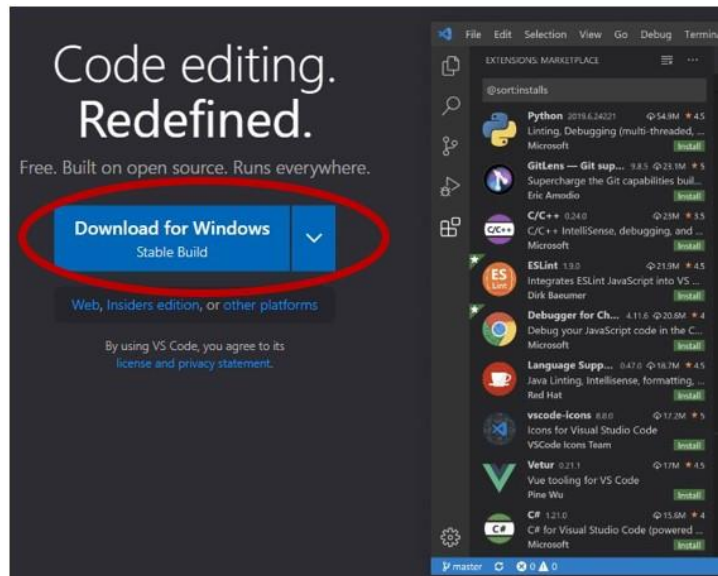 Code editing.
Redefined.
Free. Built on open source. Runs everywhere.
Download for Windows
Stable Build
Web, Insiders edition, or other platforms
By using VS Code, you agree to its
license and privacy statement.
File Edit Selection View Go Debug Termin
EXTENSIONS: MARKETPLACE
@sort:installs
Python 2019.6.24221 54.9M 4.5
Linting, Debugging (multi-threaded, ...
Microsoft Install
GitLens — Git sup... 9.8.5 23.1M 5
Supercharge the Git capabilities buil...
Eric Amodio Install
C/C++
C/C++ 0.24.0 23M 3.5
C/C++ IntelliSense, debugging, and ...
Microsoft Install
ES
Lint
ESLint 1.9.0 21.9M 4.5
Integrates ESLint JavaScript into VS ...
Dirk Baeumer Install
Debugger for Ch... 4.11.6 20.6M 4
Debug your JavaScript code in the C...
Microsoft Install
Language Supp... 0.47.0 18.7M 4.5
Java Linting, Intellisense, formatting, ...
Red Hat Install
vscode-icons 8.8.0 17.2M 5
Icons for Visual Studio Code
VSCode Icons Team Install
Vetur 0.21.1 17M 4.5
Vue tooling for VS Code
Pine Wu Install
C#
C# 1.21.0 15.6M 4
C# for Visual Studio Code (powered ...
Microsoft Install
master 0 0